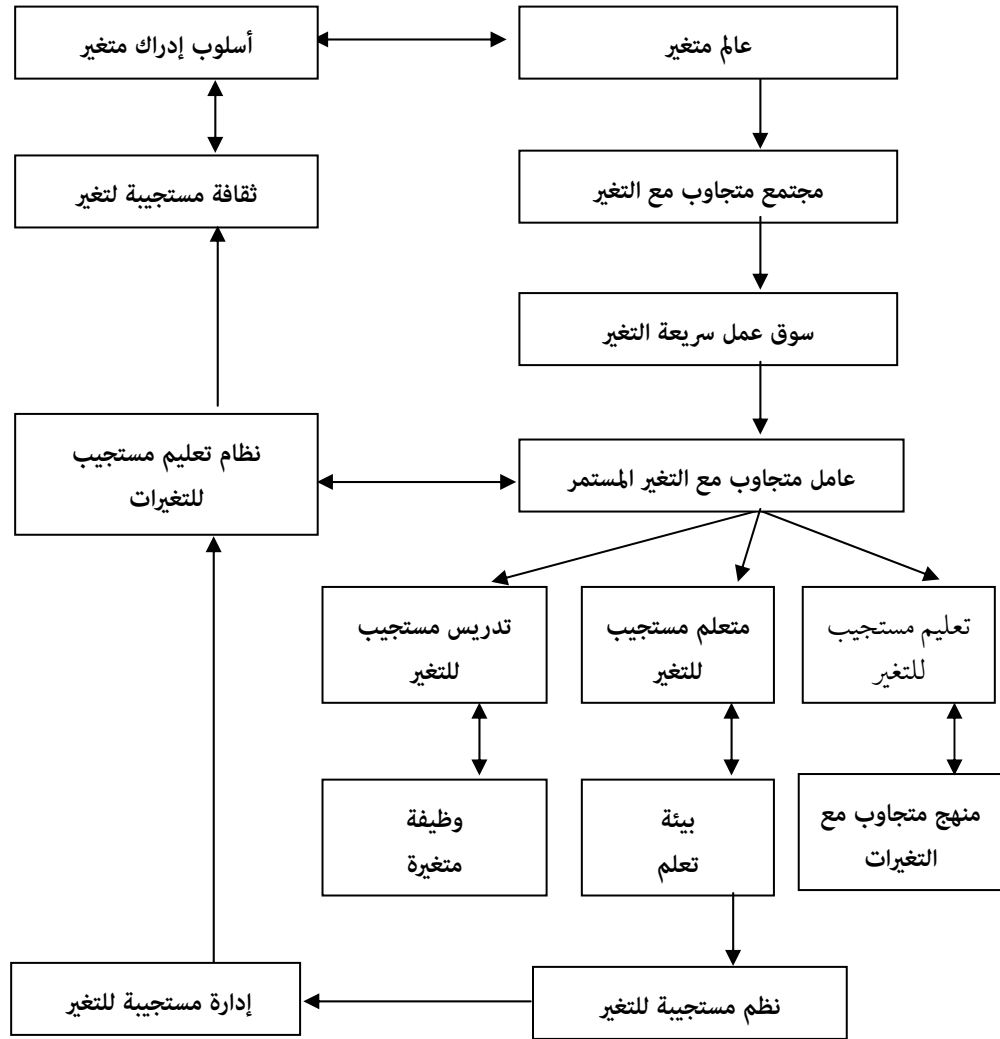 عالم متغير
أسلوب إدراك متغير
مجتمع متجاوب مع التغير
ثقافة مستجيبة لتغير
سوق عمل سريعة التغير
عامل متجاوب مع التغير المستمر
نظام تعليم مستجيب
للتغيرات
تعليم مستجيب
للتغير
متعلم مستجيب
للتغير
تدريس مستجيب
للتغير
منهج متجاوب مع
التغيرات
بيئة
تعلم
وظيفة
متغيرة
نظم مستجيبة للتغير
إدارة مستجيبة للتغير